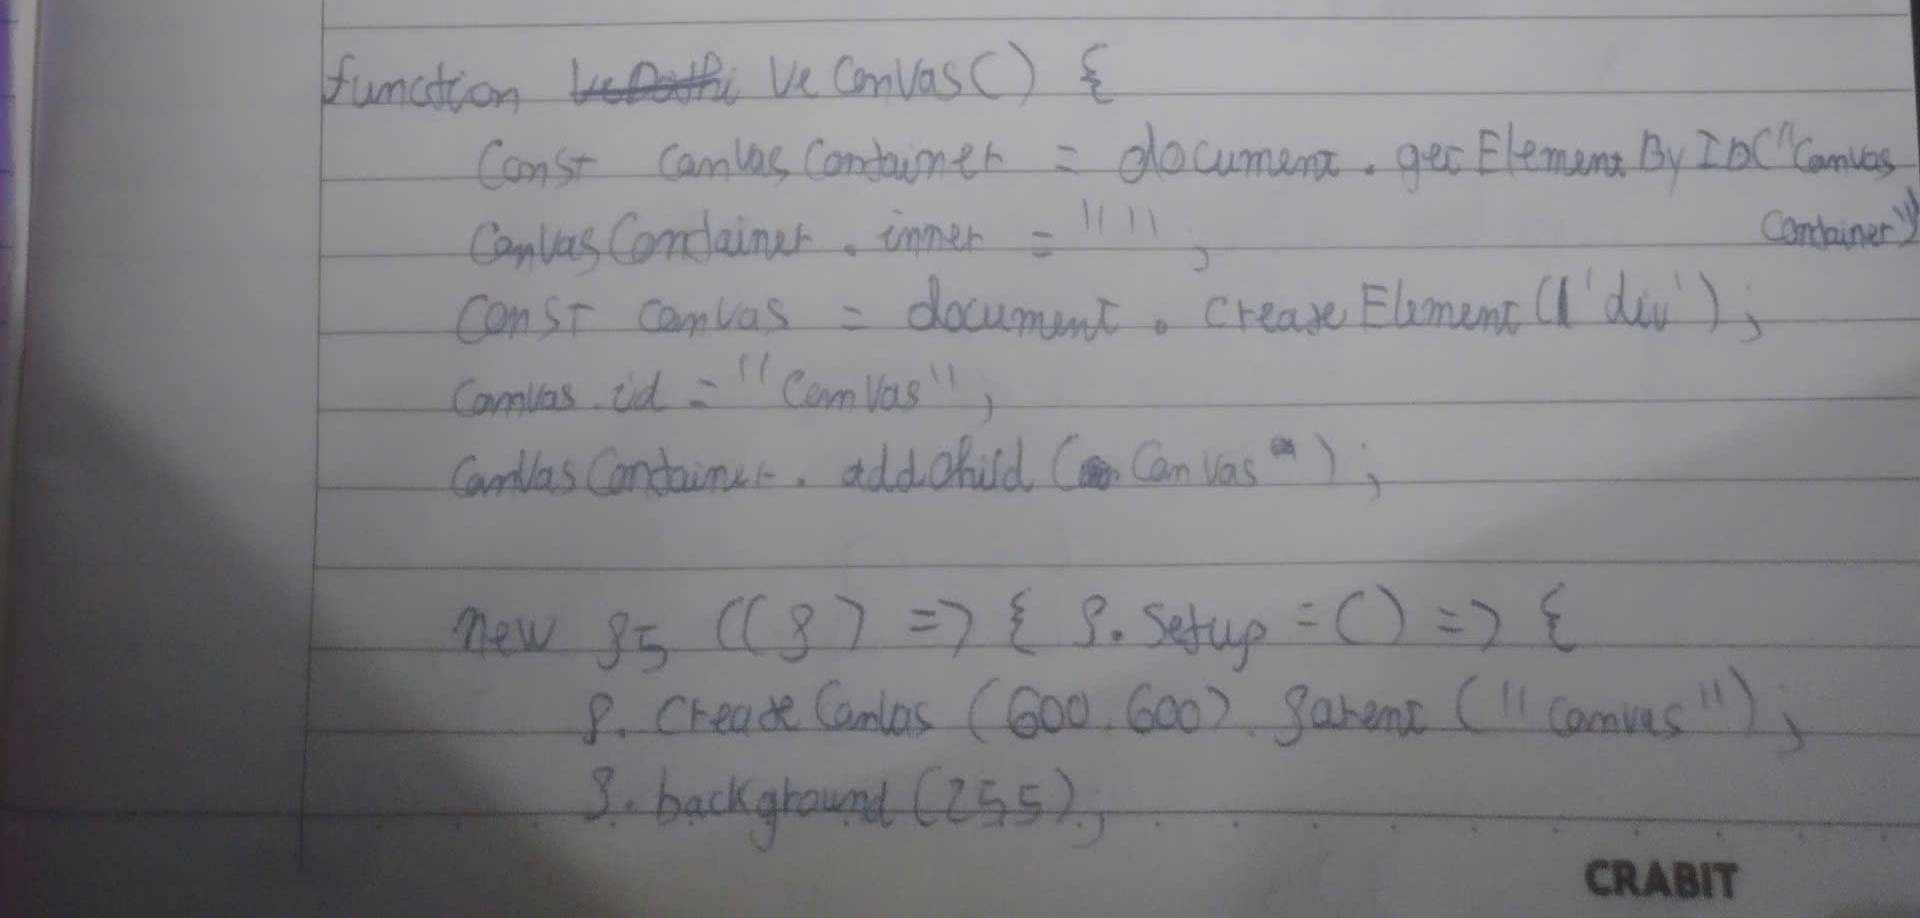 function Ve Canvas() {
Const canvas Container = document . get Element By ID("Canvas
Container")
Canvas Container . inner = "" ;
Const canvas = document . create Element ('div') ;
Canvas . id = "Canvas" ;
Canvas Container . addchild (Canvas) ;
new p5 ((p) => { p. Setup = () => {
p. Create Canvas (600, 600) . parent ("canvas") ;
p. background (255) ;
CRABIT